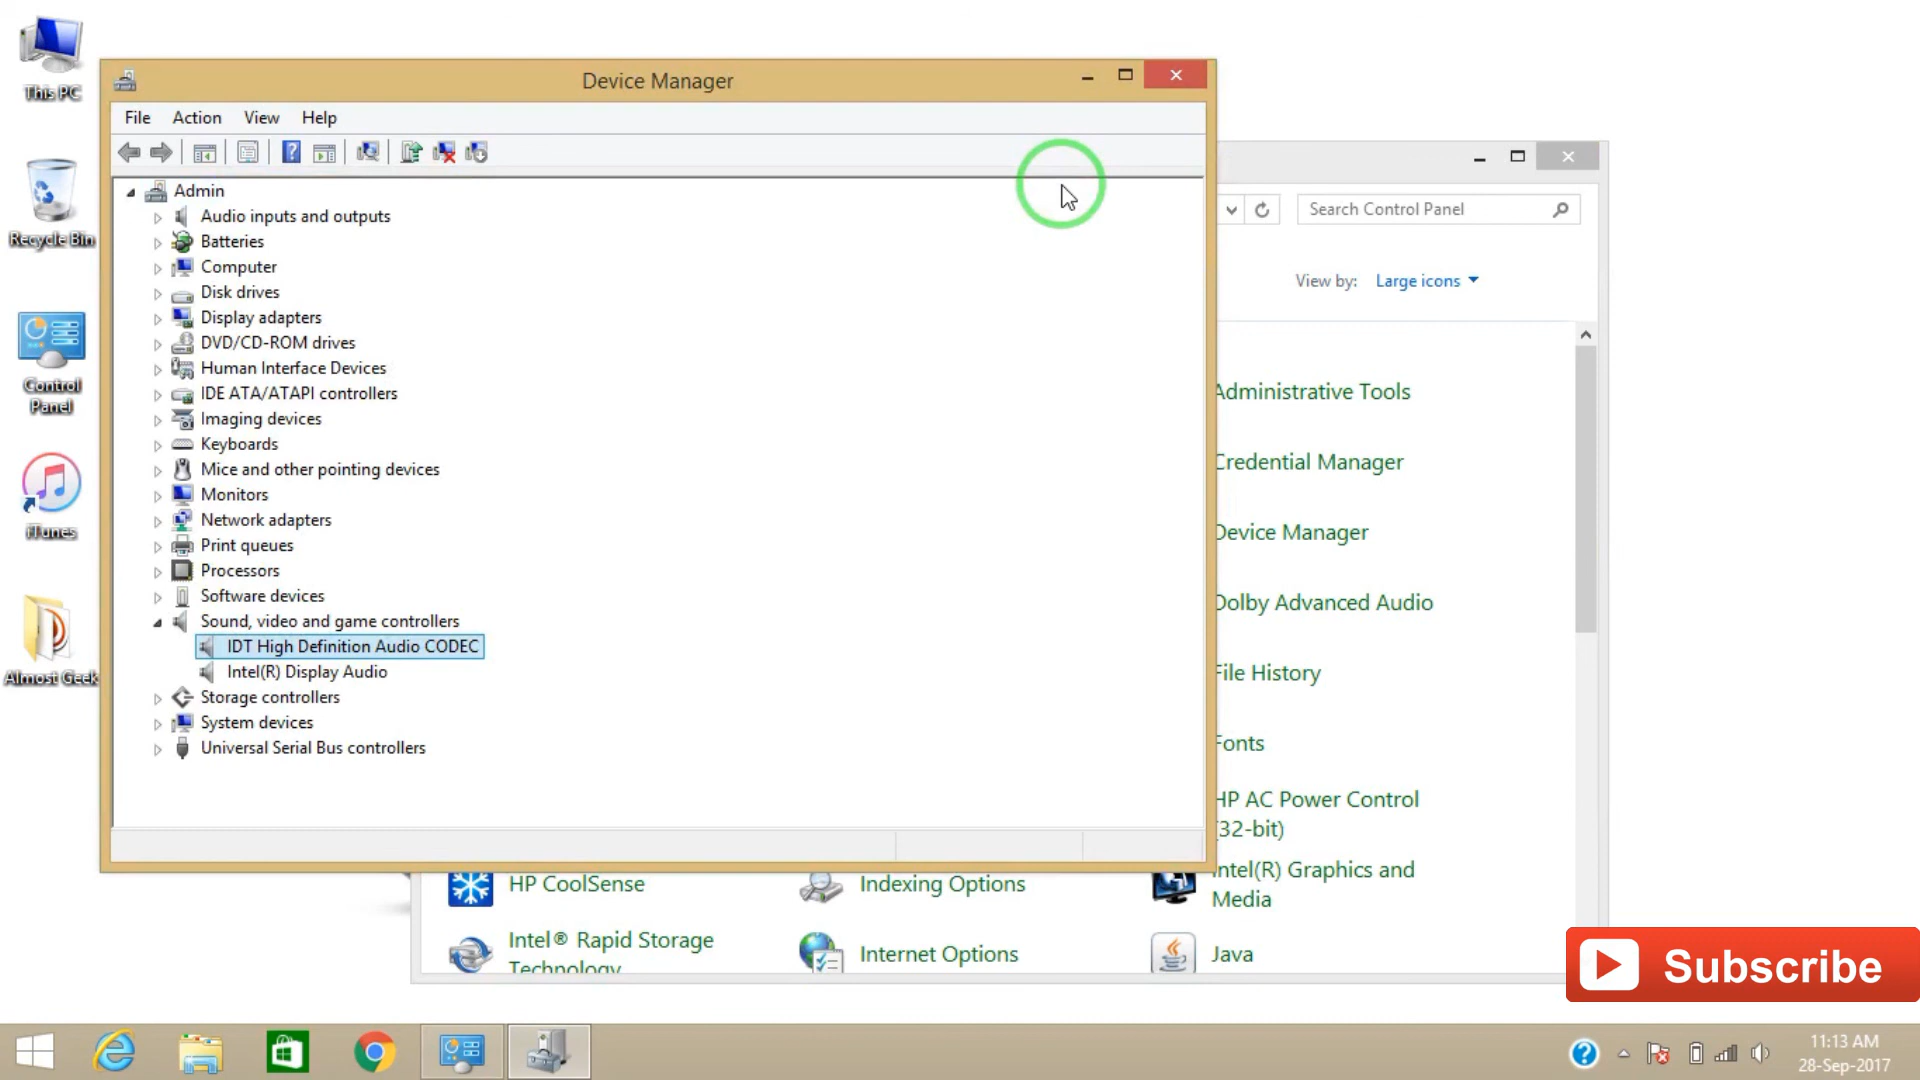 This PC
Recycle Bin
Control
Panel
iTunes
Almost Geek
Device Manager
File Action View Help
Admin
Audio inputs and outputs
Batteries
Computer
Disk drives
Display adapters
DVD/CD-ROM drives
Human Interface Devices
IDE ATA/ATAPI controllers
Imaging devices
Keyboards
Mice and other pointing devices
Monitors
Network adapters
Print queues
Processors
Software devices
Sound, video and game controllers
IDT High Definition Audio CODEC
Intel(R) Display Audio
Storage controllers
System devices
Universal Serial Bus controllers
Search Control Panel
View by: Large icons
Administrative Tools
Credential Manager
Device Manager
Dolby Advanced Audio
File History
Fonts
HP AC Power Control
(32-bit)
HP CoolSense
Indexing Options
Intel(R) Graphics and
Media
Intel® Rapid Storage
Technology
Internet Options
Java
Subscribe
11:13 AM
28-Sep-2017